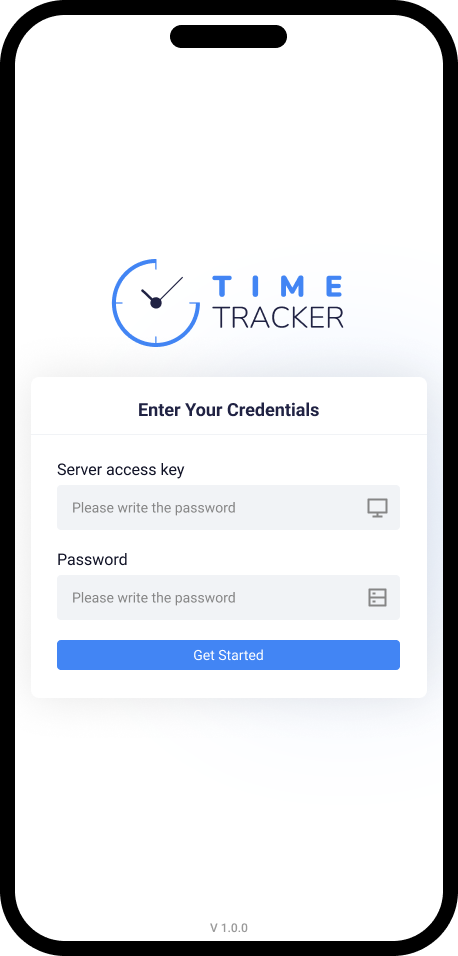 TIME
TRACKER
Enter Your Credentials
Server access key
Please write the password
Password
Please write the password
Get Started
V 1.0.0